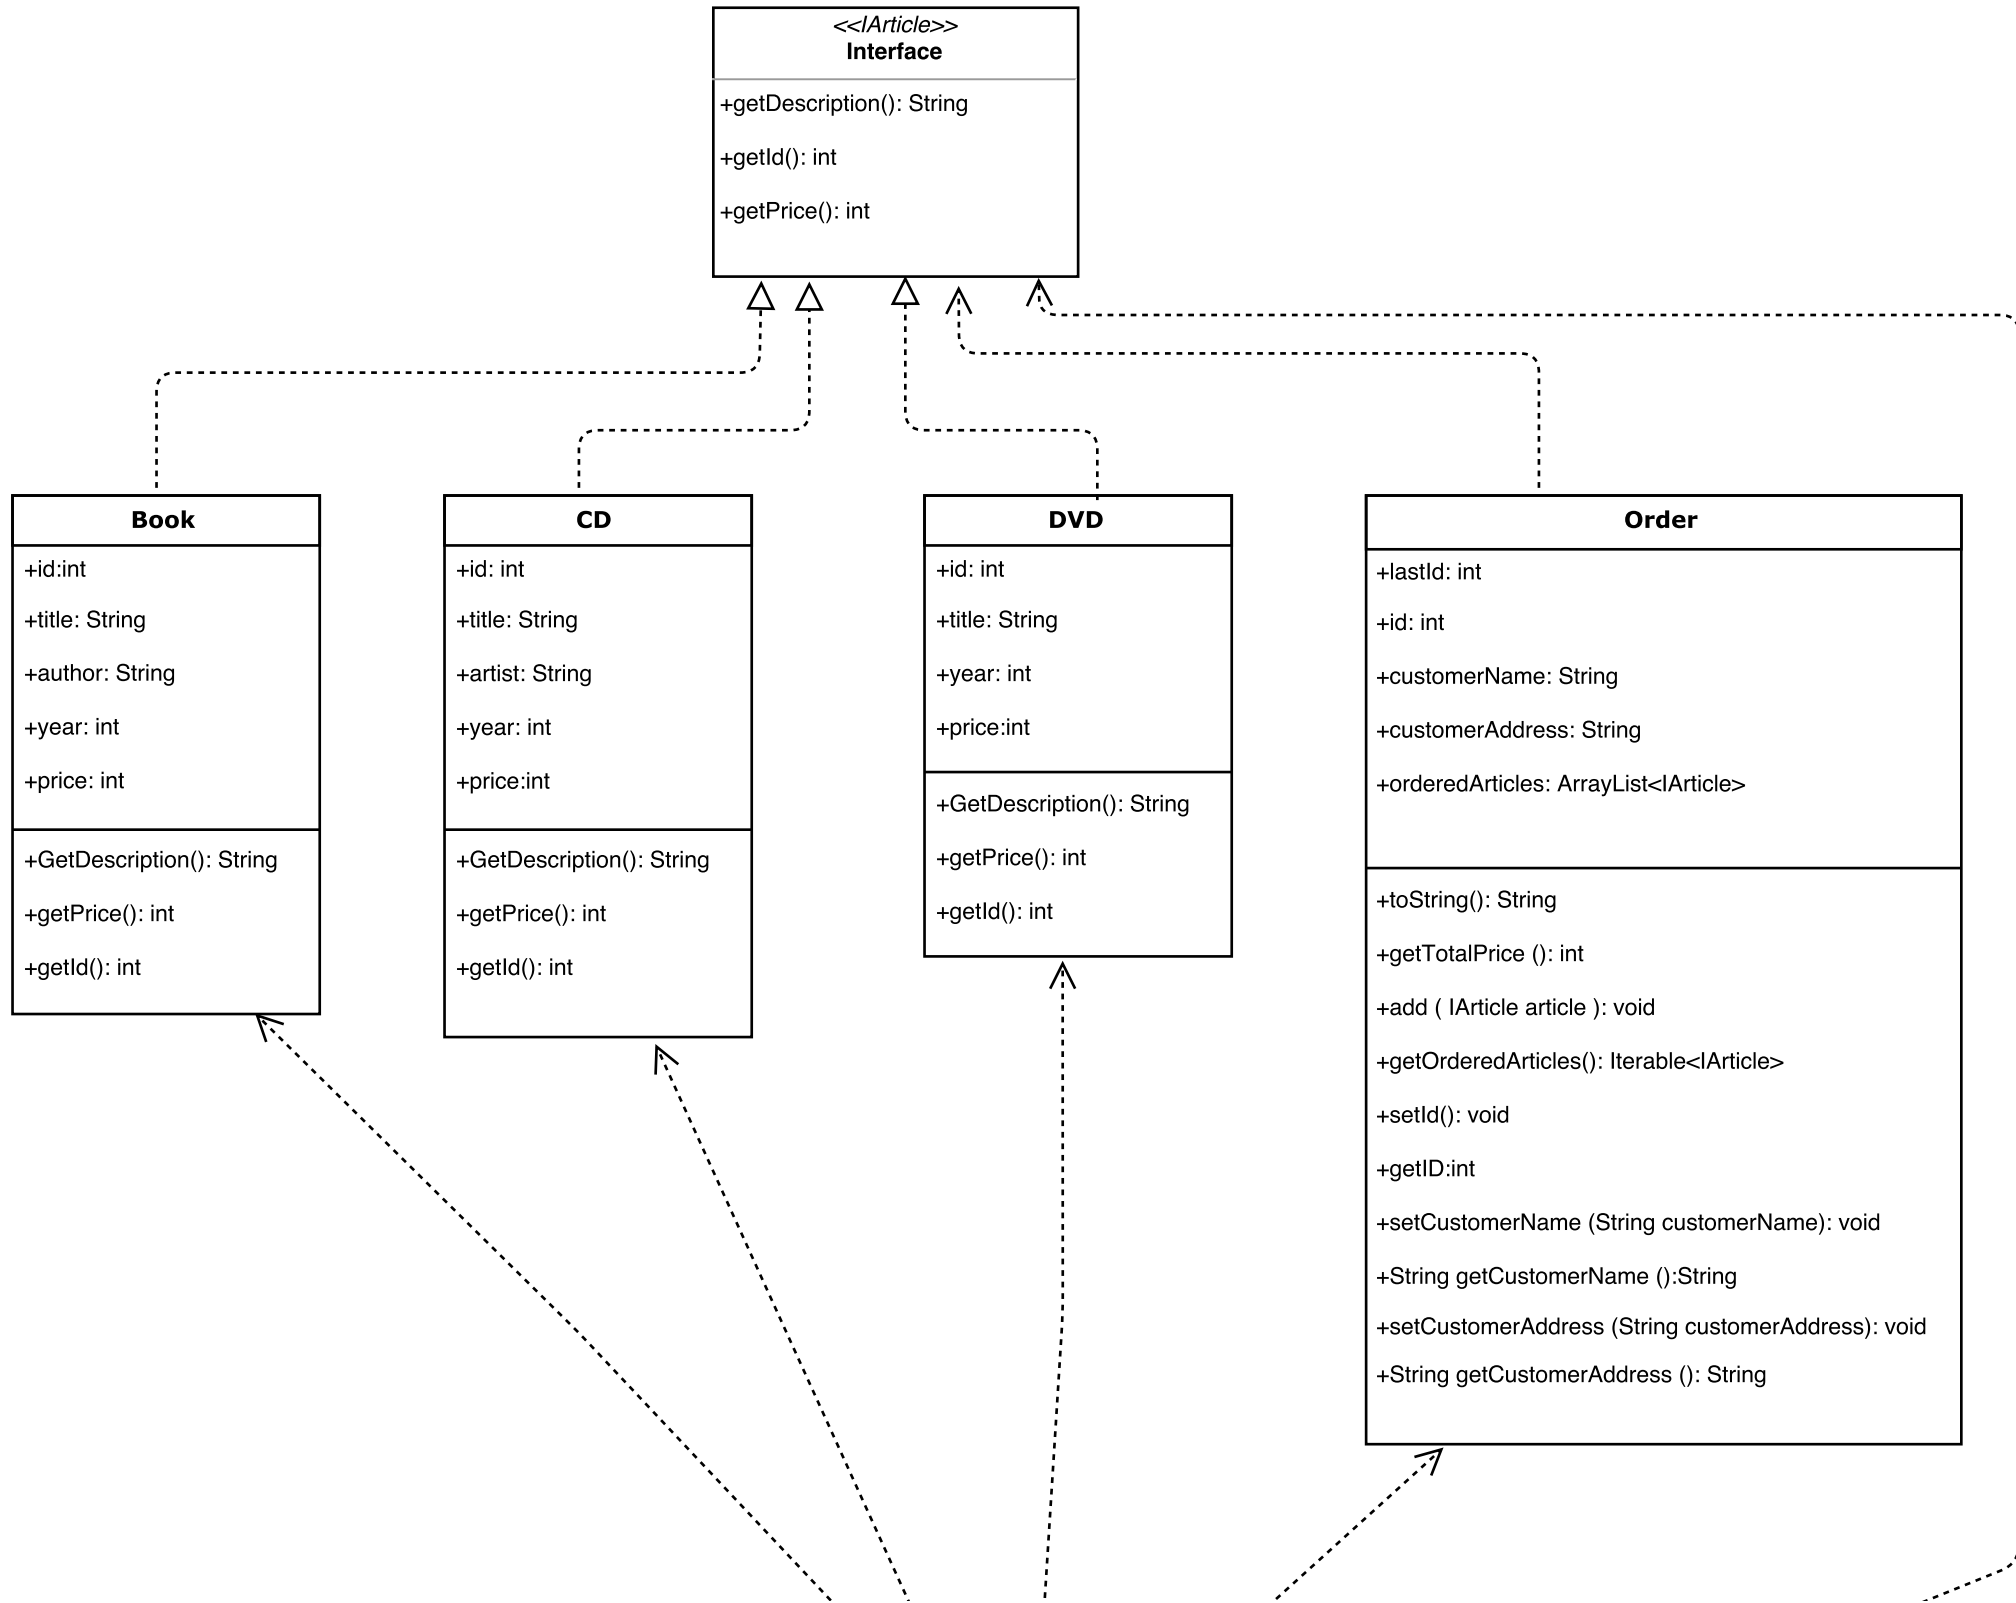 <<IArticle>>
Interface
+getDescription(): String
+getId(): int
+getPrice(): int
Book
+id:int
+title: String
+author: String
+year: int
+price: int
+GetDescription(): String
+getPrice(): int
+getId(): int
CD
+id: int
+title: String
+artist: String
+year: int
+price:int
+GetDescription(): String
+getPrice(): int
+getId(): int
DVD
+id: int
+title: String
+year: int
+price:int
+GetDescription(): String
+getPrice(): int
+getId(): int
Order
+lastId: int
+id: int
+customerName: String
+customerAddress: String
+orderedArticles: ArrayList<IArticle>
+toString(): String
+getTotalPrice (): int
+add ( IArticle article ): void
+getOrderedArticles(): Iterable<IArticle>
+setId(): void
+getID:int
+setCustomerName (String customerName): void
+String getCustomerName ():String
+setCustomerAddress (String customerAddress): void
+String getCustomerAddress (): String